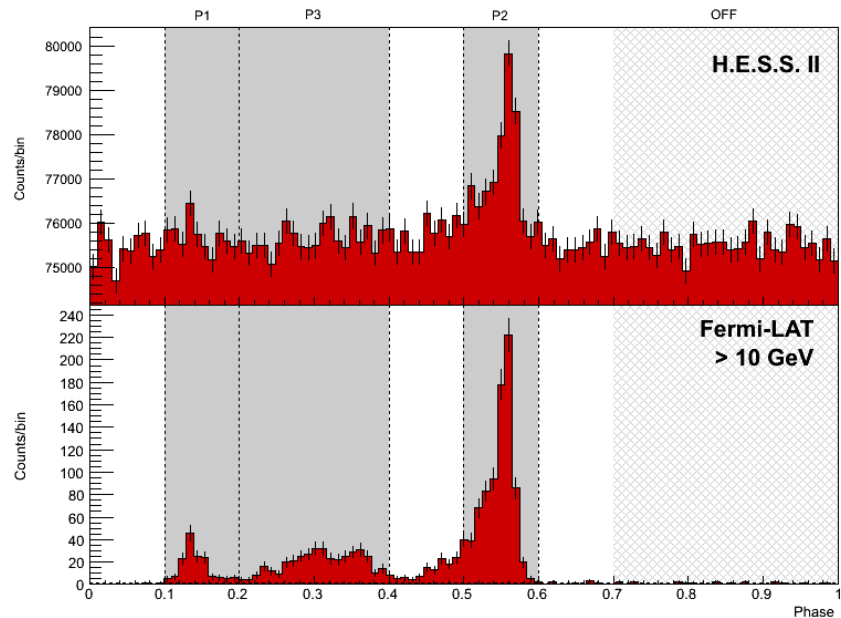 P1 P3 P2 OFF
80000
H.E.S.S. II
79000
78000
Counts/bin
77000
76000
75000
240
Fermi-LAT
220
> 10 GeV
200
180
160
140
Counts/bin
120
100
80
60
40
20
0
0 0.1 0.2 0.3 0.4 0.5 0.6 0.7 0.8 0.9 1
Phase